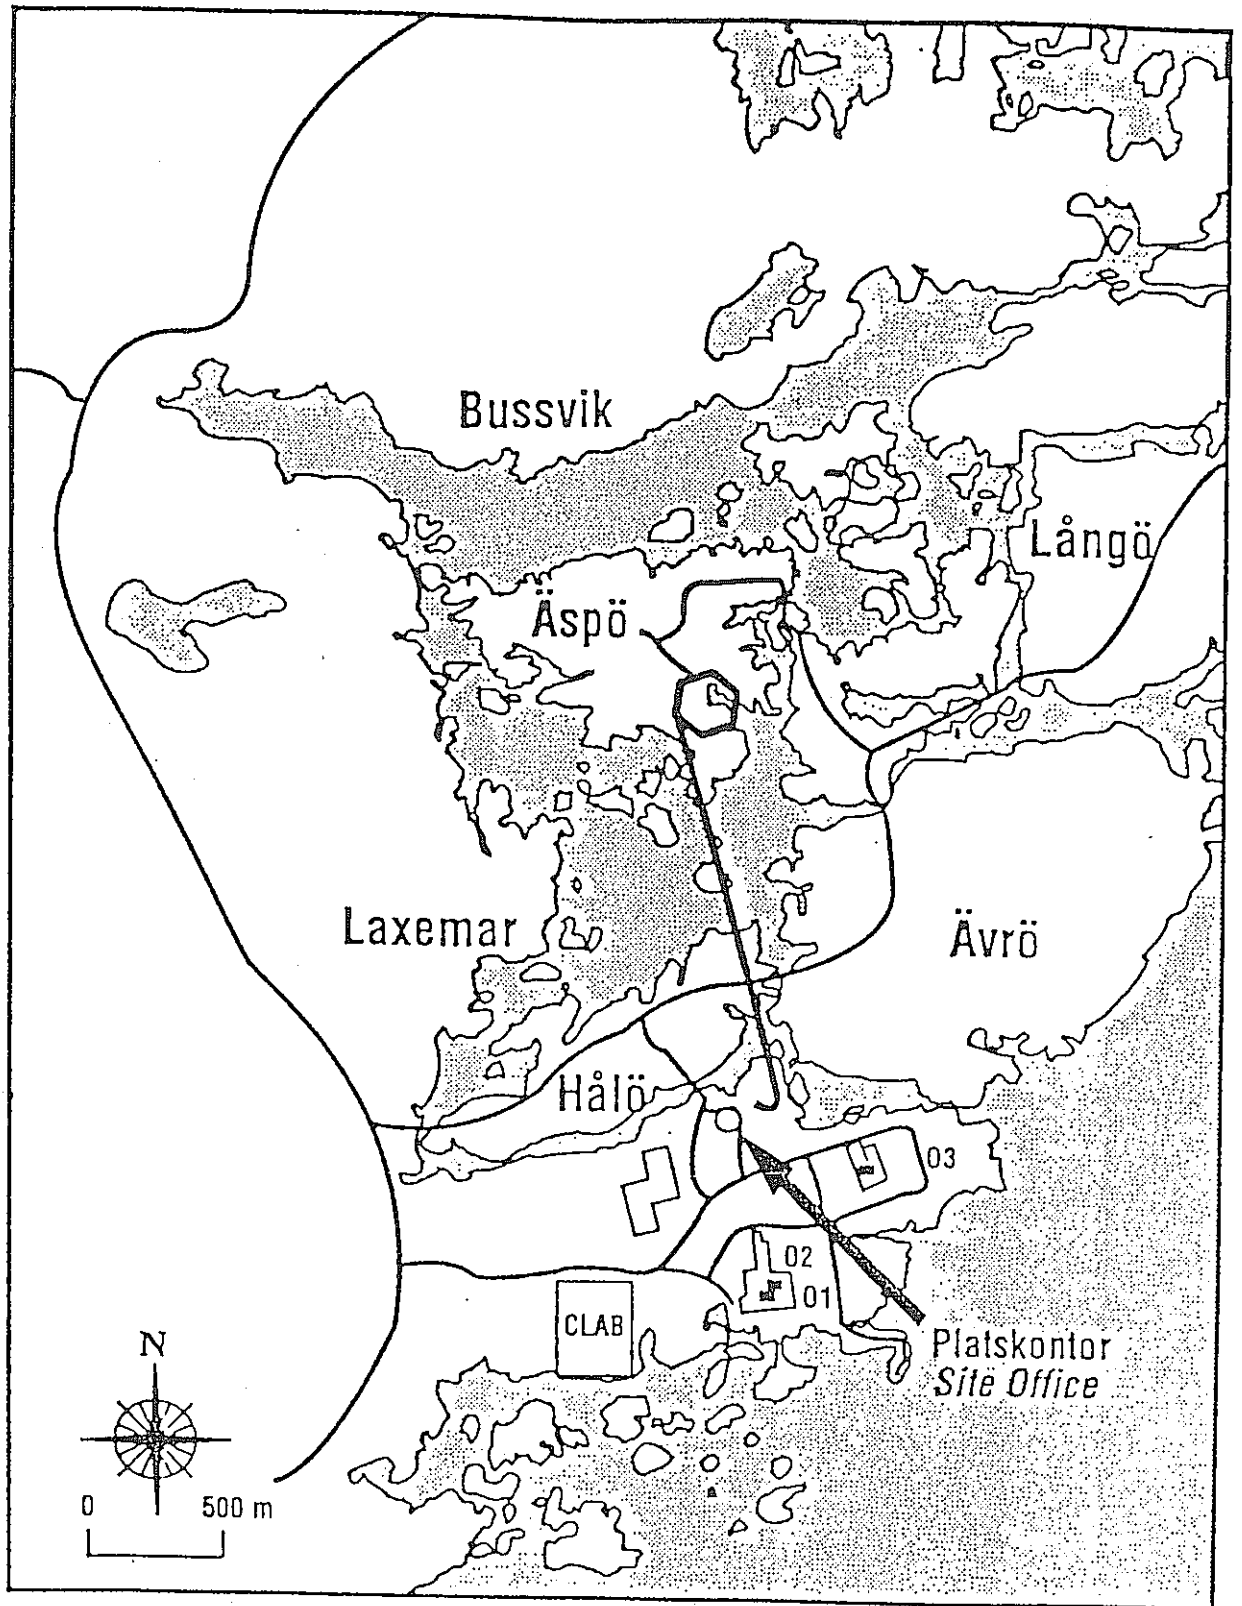 Bussvik
Långö
Äspö
Laxemar
Ävrö
Hålö
03
02
01
CLAB
Platskontor
Site Office
N
0 500 m